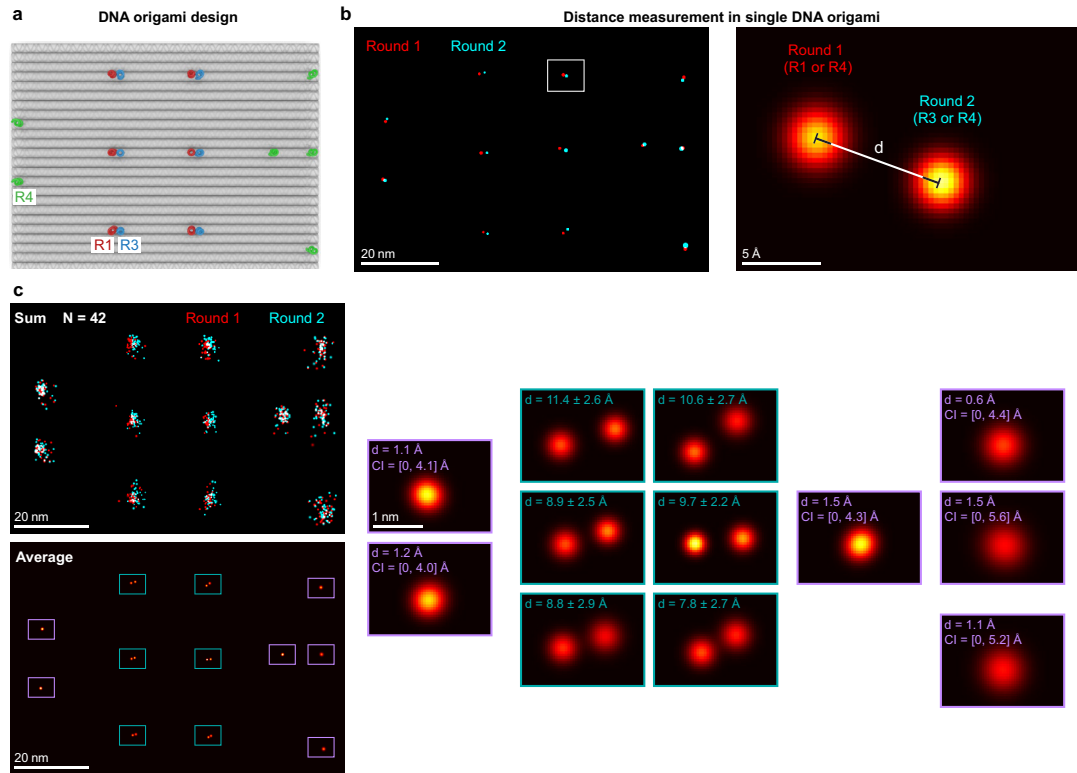 a
DNA origami design
R4
R1 R3
b
Distance measurement in single DNA origami
Round 1 Round 2
20 nm
Round 1
(R1 or R4)
Round 2
(R3 or R4)
d
5 Å
c
Sum N = 42 Round 1 Round 2
20 nm
Average
20 nm
d = 1.1 Å
CI = [0, 4.1] Å
1 nm
d = 1.2 Å
CI = [0, 4.0] Å
d = 11.4 ± 2.6 Å
d = 10.6 ± 2.7 Å
d = 8.9 ± 2.5 Å
d = 9.7 ± 2.2 Å
d = 8.8 ± 2.9 Å
d = 7.8 ± 2.7 Å
d = 1.5 Å
CI = [0, 4.3] Å
d = 0.6 Å
CI = [0, 4.4] Å
d = 1.5 Å
CI = [0, 5.6] Å
d = 1.1 Å
CI = [0, 5.2] Å